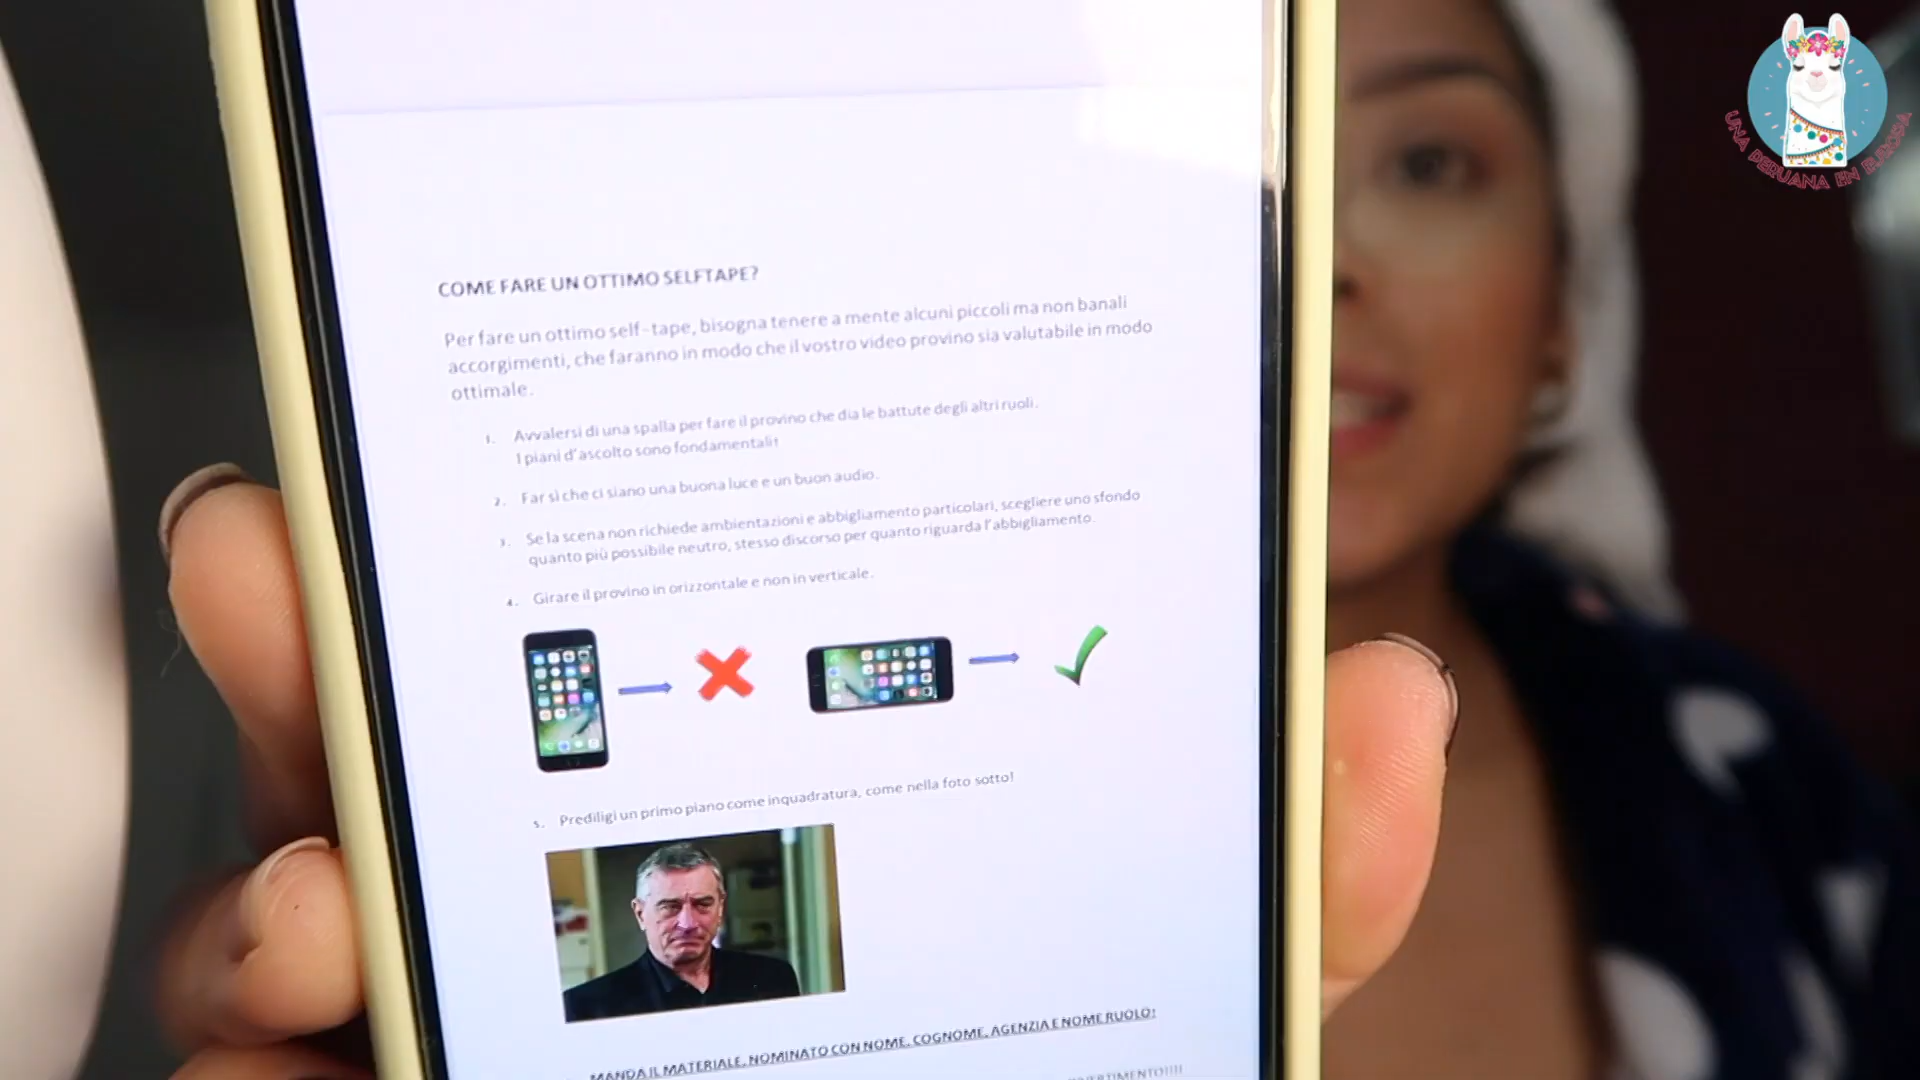 UNA PERUANA EN EUROPA
COME FARE UN OTTIMO SELFTAPE?
Per fare un ottimo self-tape, bisogna tenere a mente alcuni piccoli ma non banali
accorgimenti, che faranno in modo che il vostro video provino sia valutabile in modo
ottimale.
1. Avvalersi di una spalla per fare il provino che dia le battute degli altri ruoli.
I piani d'ascolto sono fondamentali!
2. Far sì che ci siano una buona luce e un buon audio.
3. Se la scena non richiede ambientazioni e abbigliamento particolari, scegliere uno sfondo
quanto più possibile neutro, stesso discorso per quanto riguarda l'abbigliamento.
4. Girare il provino in orizzontale e non in verticale.
5. Prediligi un primo piano come inquadratura, come nella foto sotto!
MANDA IL MATERIALE, NOMINATO CON NOME, COGNOME, AGENZIA E NOME RUOLO!